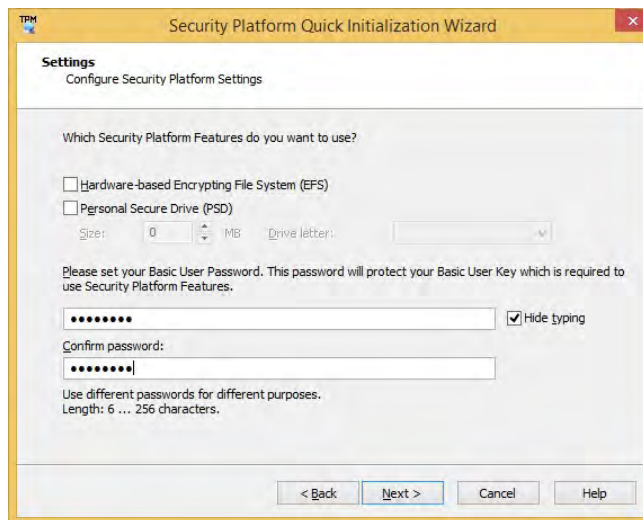 TPM
Security Platform Quick Initialization Wizard
Settings
Configure Security Platform Settings
Which Security Platform Features do you want to use?
Hardware-based Encrypting File System (EFS)
Personal Secure Drive (PSD)
Size: 0 MB Drive letter:
Please set your Basic User Password. This password will protect your Basic User Key which is required to
use Security Platform Features.
•••••••• Hide typing
Confirm password:
••••••••
Use different passwords for different purposes.
Length: 6 ... 256 characters.
< Back Next > Cancel Help